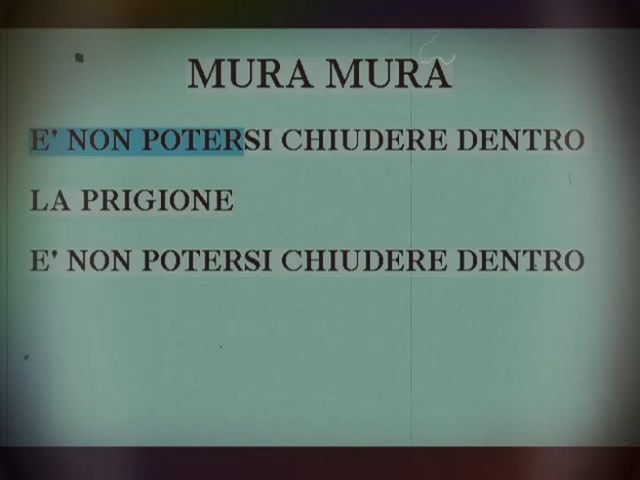 MURA MURA
E' NON POTERSI CHIUDERE DENTRO
LA PRIGIONE
E' NON POTERSI CHIUDERE DENTRO